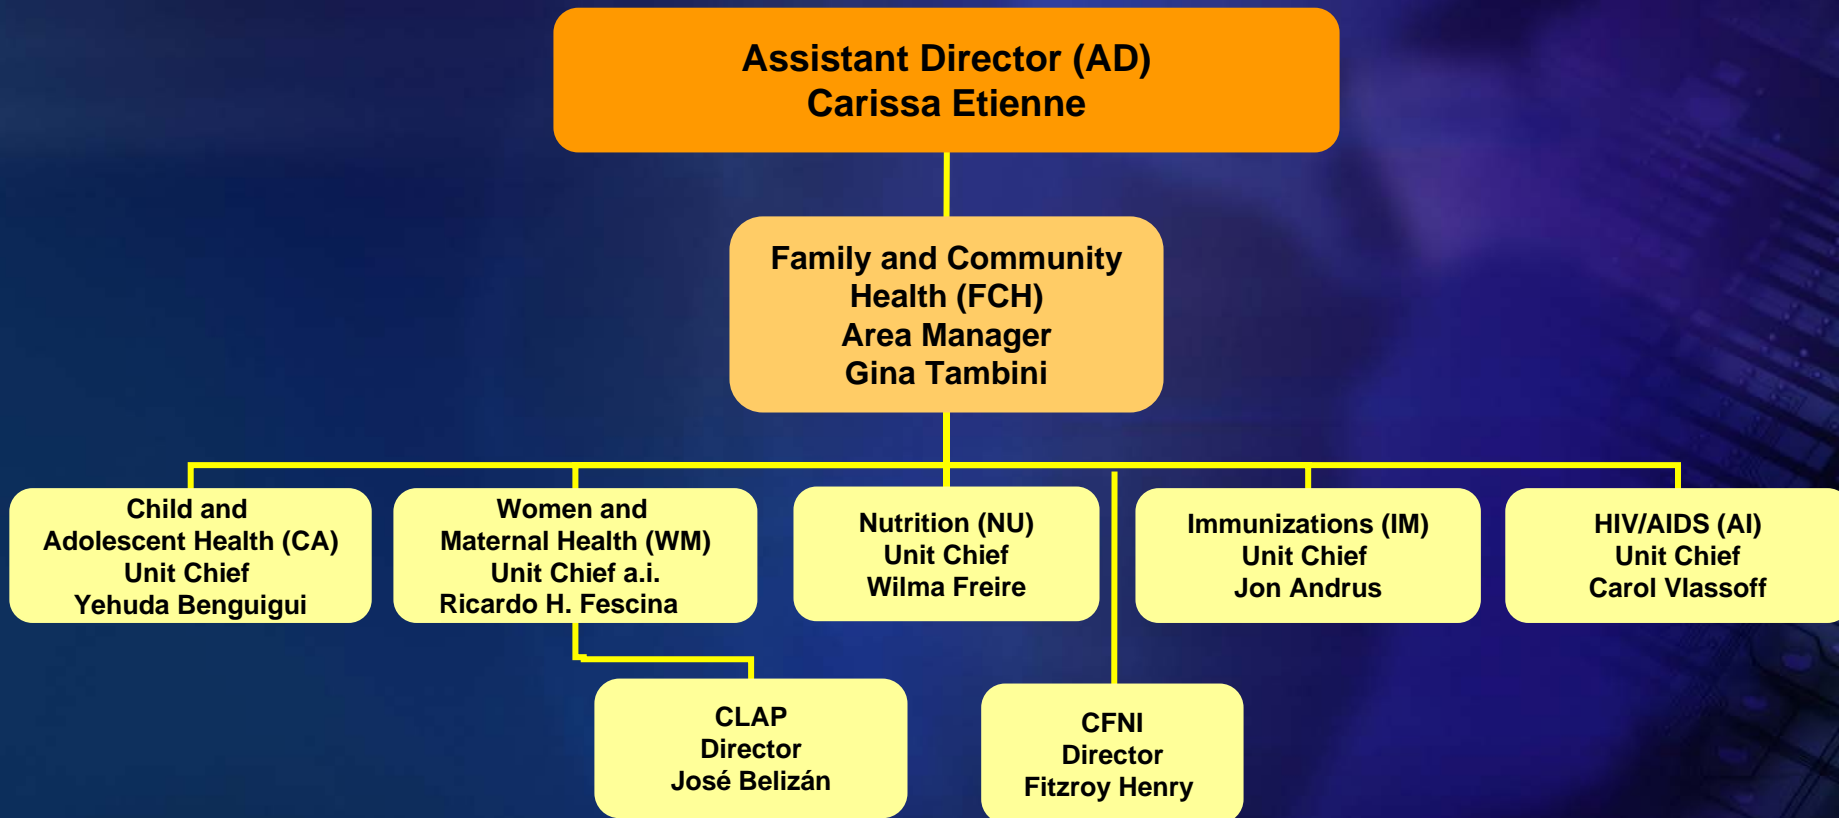 Assistant Director (AD)
Carissa Etienne
Family and Community
Health (FCH)
Area Manager
Gina Tambini
Child and
Adolescent Health (CA)
Unit Chief
Yehuda Benguigui
Women and
Maternal Health (WM)
Unit Chief a.i.
Ricardo H. Fescina
Nutrition (NU)
Unit Chief
Wilma Freire
Immunizations (IM)
Unit Chief
Jon Andrus
HIV/AIDS (AI)
Unit Chief
Carol Vlassoff
CLAP
Director
José Belizán
CFNI
Director
Fitzroy Henry